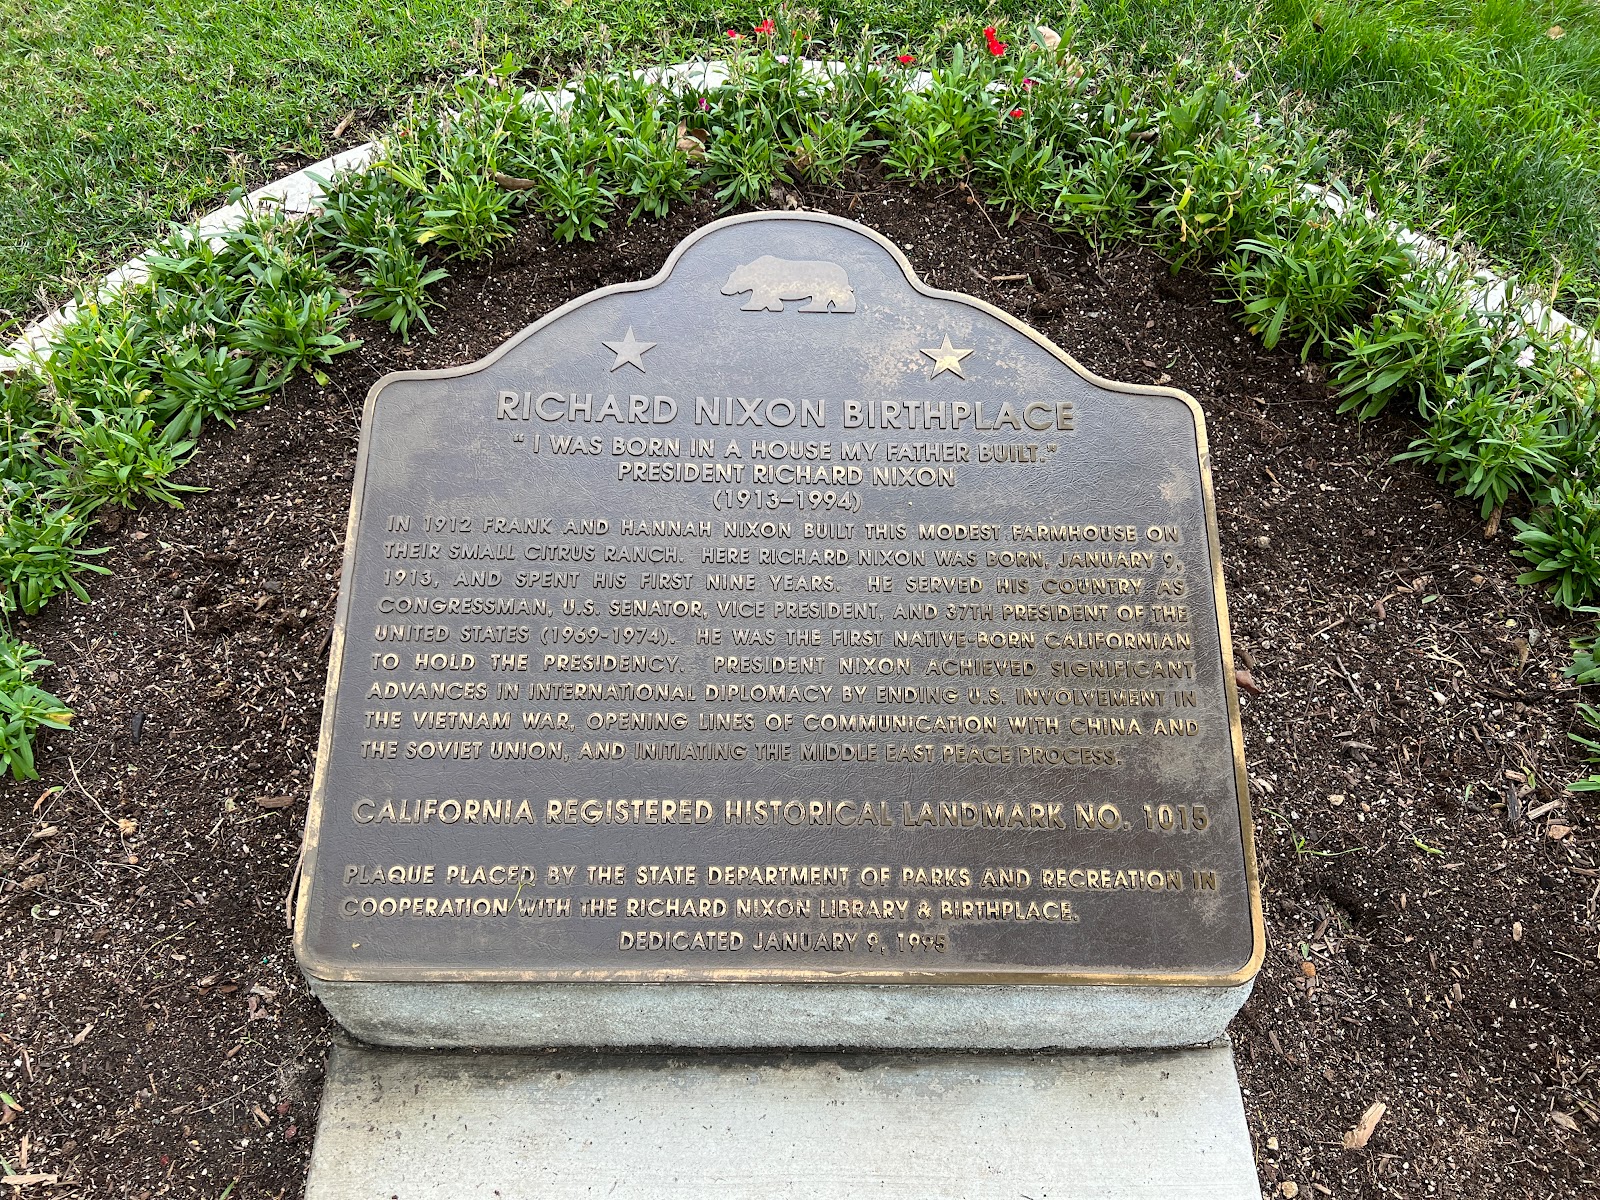 RICHARD NIXON BIRTHPLACE
" I WAS BORN IN A HOUSE MY FATHER BUILT."
PRESIDENT RICHARD NIXON
(1913–1994)
IN 1912 FRANK AND HANNAH NIXON BUILT THIS MODEST FARMHOUSE ON
THEIR SMALL CITRUS RANCH. HERE RICHARD NIXON WAS BORN, JANUARY 9,
1913, AND SPENT HIS FIRST NINE YEARS. HE SERVED HIS COUNTRY AS
CONGRESSMAN, U.S. SENATOR, VICE PRESIDENT, AND 37TH PRESIDENT OF THE
UNITED STATES (1969-1974). HE WAS THE FIRST NATIVE-BORN CALIFORNIAN
TO HOLD THE PRESIDENCY. PRESIDENT NIXON ACHIEVED SIGNIFICANT
ADVANCES IN INTERNATIONAL DIPLOMACY BY ENDING U.S. INVOLVEMENT IN
THE VIETNAM WAR, OPENING LINES OF COMMUNICATION WITH CHINA AND
THE SOVIET UNION, AND INITIATING THE MIDDLE EAST PEACE PROCESS.
CALIFORNIA REGISTERED HISTORICAL LANDMARK NO. 1015
PLAQUE PLACED BY THE STATE DEPARTMENT OF PARKS AND RECREATION IN
COOPERATION WITH THE RICHARD NIXON LIBRARY & BIRTHPLACE.
DEDICATED JANUARY 9, 1995